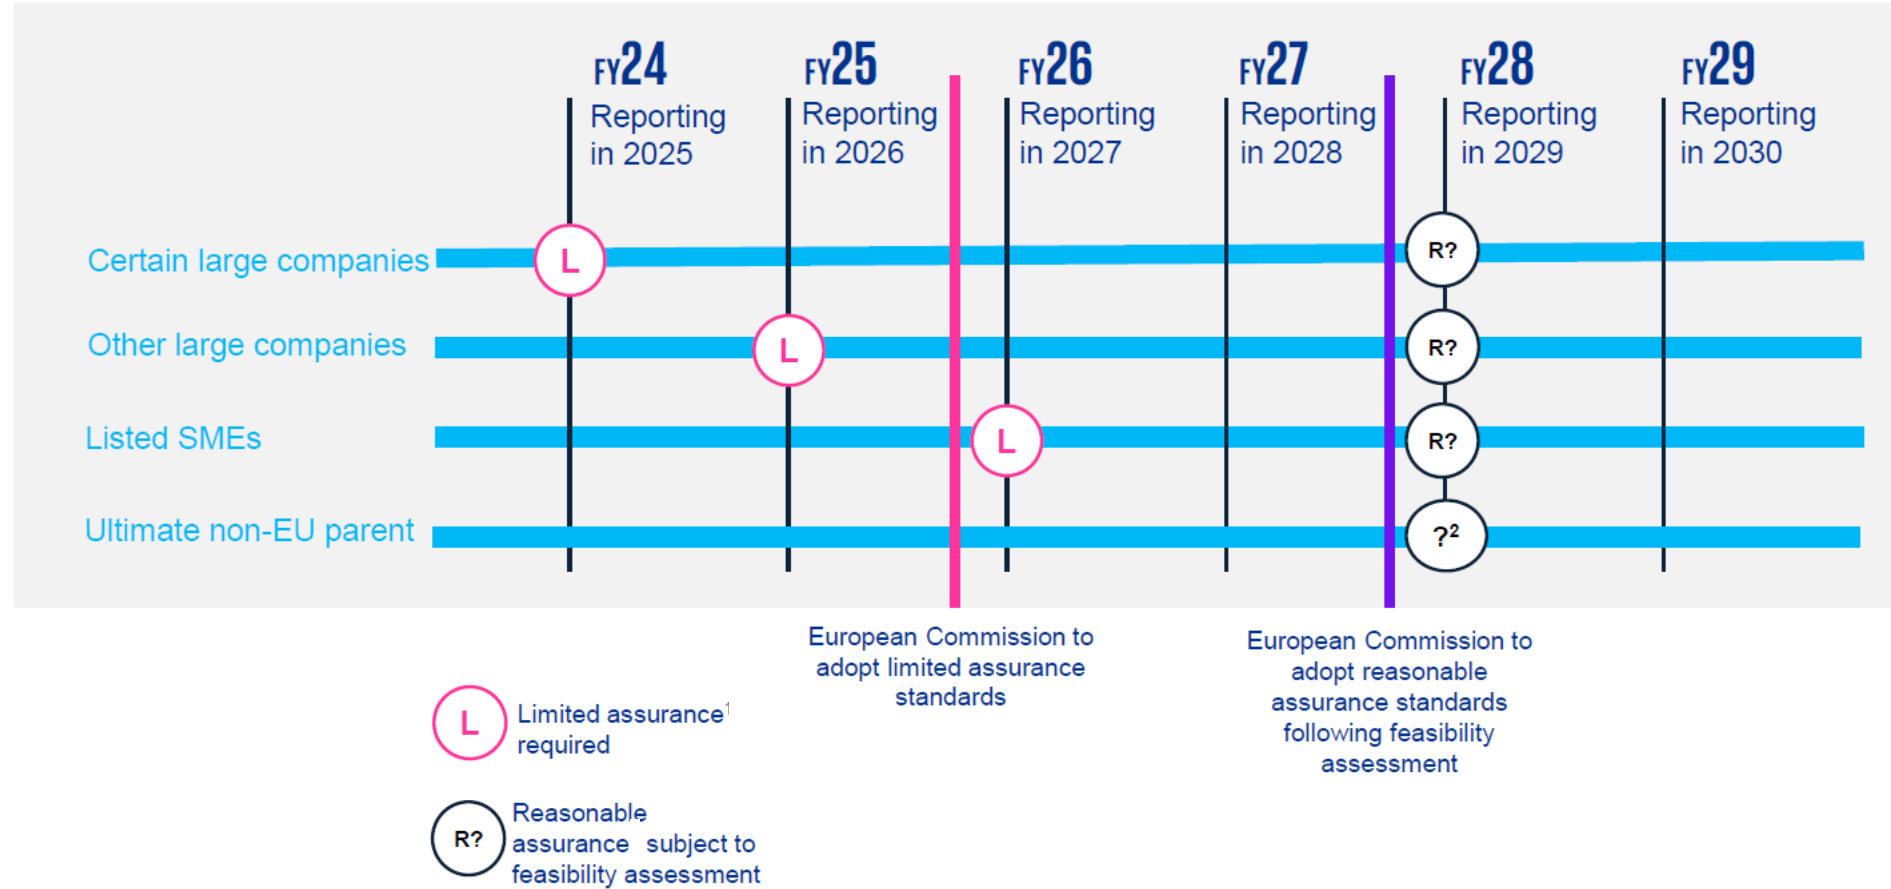 FY24
Reporting
in 2025
FY25
Reporting
in 2026
FY26
Reporting
in 2027
FY27
Reporting
in 2028
FY28
Reporting
in 2029
FY29
Reporting
in 2030
Certain large companies
L
R?
Other large companies
L
R?
Listed SMEs
L
R?
Ultimate non-EU parent
?²
European Commission to
adopt limited assurance
standards
European Commission to
adopt reasonable
assurance standards
following feasibility
assessment
L
Limited assurance¹
required
R?
Reasonable
assurance subject to
feasibility assessment